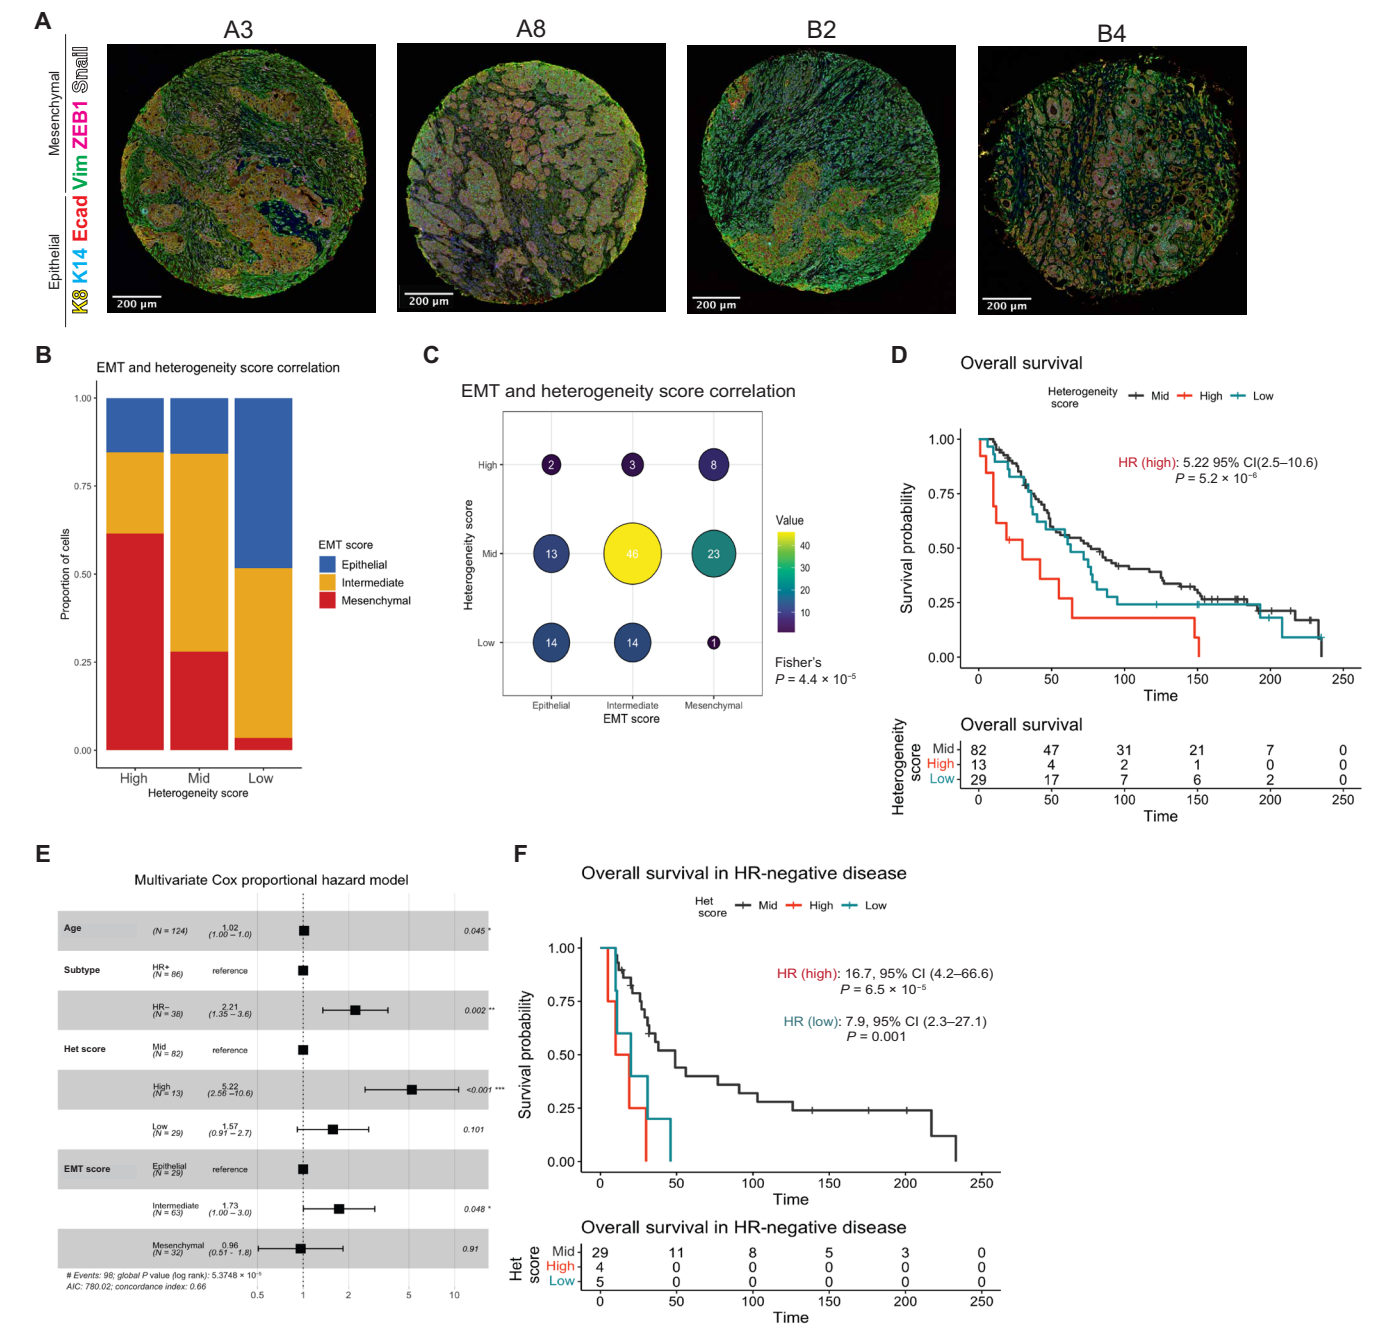 A
A3
A8
B2
B4
Mesenchymal
Epithelial
K8 K14 Ecad Vim ZEB1 Snail
200 µm
200 µm
200 µm
200 µm
B
EMT and heterogeneity score correlation
Proportion of cells
1.00
0.75
0.50
0.25
0.00
High Mid Low
Heterogeneity score
EMT score
Epithelial
Intermediate
Mesenchymal
C
EMT and heterogeneity score correlation
Heterogeneity score
High 2 3 8
Mid 13 46 23
Low 14 14 1
Epithelial Intermediate Mesenchymal
EMT score
Value
40
30
20
10
Fisher's
P = 4.4 × 10⁻⁵
D
Overall survival
Heterogeneity score Mid High Low
HR (high): 5.22 95% CI(2.5–10.6)
P = 5.2 × 10⁻⁶
Survival probability
1.00
0.75
0.50
0.25
0.00
0 50 100 150 200 250
Time
Overall survival
Heterogeneity score
Mid 82 47 31 21 7 0
High 13 4 2 1 0 0
Low 29 17 7 6 2 0
0 50 100 150 200 250
Time
E
Multivariate Cox proportional hazard model
Age (N = 124) 1.02 (1.00 – 1.0) 0.045 *
Subtype HR+ (N = 86) reference
HR− (N = 38) 2.21 (1.35 – 3.6) 0.002 **
Het score Mid (N = 82) reference
High (N = 13) 5.22 (2.56 –10.6) <0.001 ***
Low (N = 29) 1.57 (0.91 – 2.7) 0.101
EMT score Epithelial (N = 29) reference
Intermediate (N = 63) 1.73 (1.00 – 3.0) 0.048 *
Mesenchymal (N = 32) 0.96 (0.51 - 1.8) 0.91
# Events: 98; global P value (log rank): 5.3748 × 10⁻⁶
AIC: 780.02; concordance index: 0.66
0.5 1 2 5 10
F
Overall survival in HR-negative disease
Het score Mid High Low
HR (high): 16.7, 95% CI (4.2–66.6)
P = 6.5 × 10⁻⁵
HR (low): 7.9, 95% CI (2.3–27.1)
P = 0.001
Survival probability
1.00
0.75
0.50
0.25
0.00
0 50 100 150 200 250
Time
Overall survival in HR-negative disease
Het score
Mid 29 11 8 5 3 0
High 4 0 0 0 0 0
Low 5 0 0 0 0 0
0 50 100 150 200 250
Time